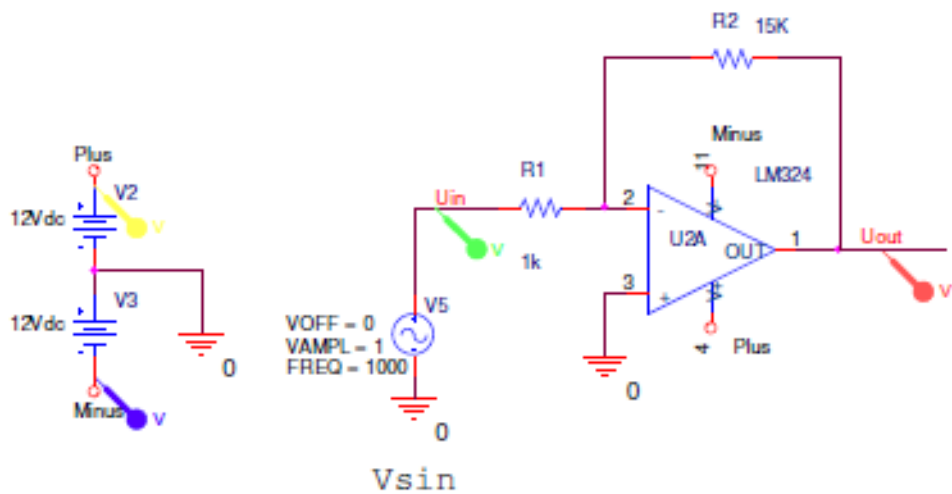 R2 15K
Plus
V2
12Vdc
V3
12Vdc
0
Minus
V
V
Uin
V
R1
1k
V5
VOFF = 0
VAMPL = 1
FREQ = 1000
0
Vsin
Minus
11
LM324
2
-
V-
U2A
OUT
1
Uout
V
3
+
V+
4
Plus
0